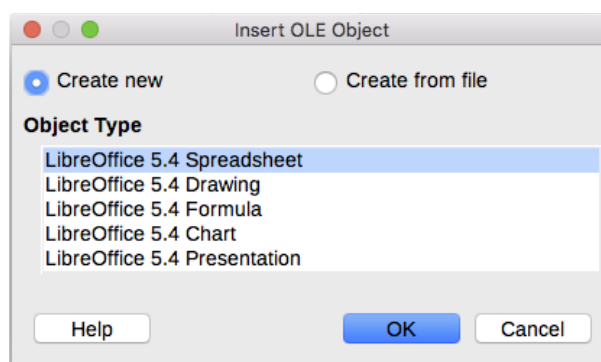 Insert OLE Object
Create new Create from file
Object Type
LibreOffice 5.4 Spreadsheet
LibreOffice 5.4 Drawing
LibreOffice 5.4 Formula
LibreOffice 5.4 Chart
LibreOffice 5.4 Presentation
Help OK Cancel